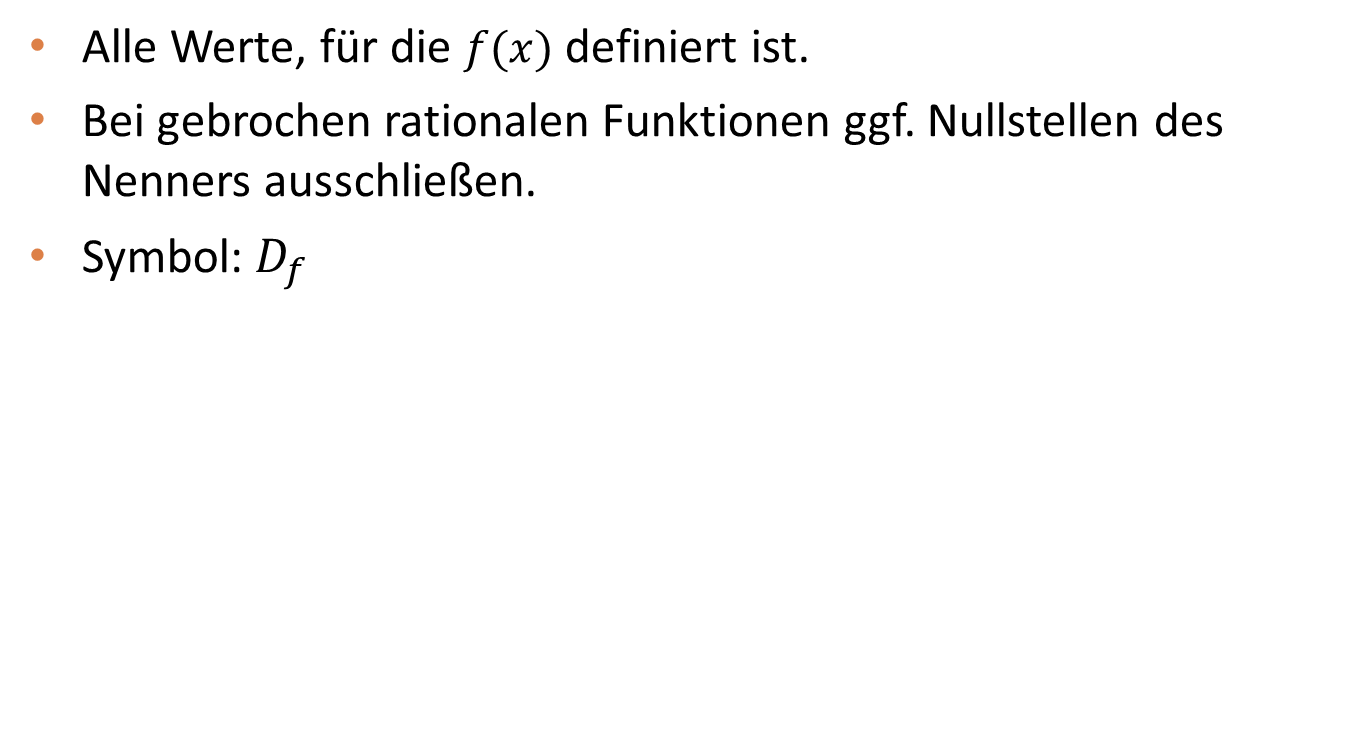 • Alle Werte, für die f(x) definiert ist.
• Bei gebrochen rationalen Funktionen ggf. Nullstellen des
Nenners ausschließen.
• Symbol: D_f